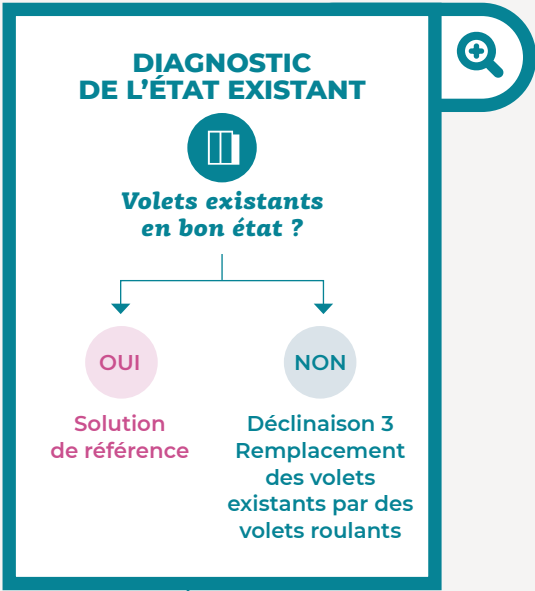 DIAGNOSTIC
DE L’ÉTAT EXISTANT
Volets existants
en bon état ?
OUI
Solution
de référence
NON
Déclinaison 3
Remplacement
des volets
existants par des
volets roulants